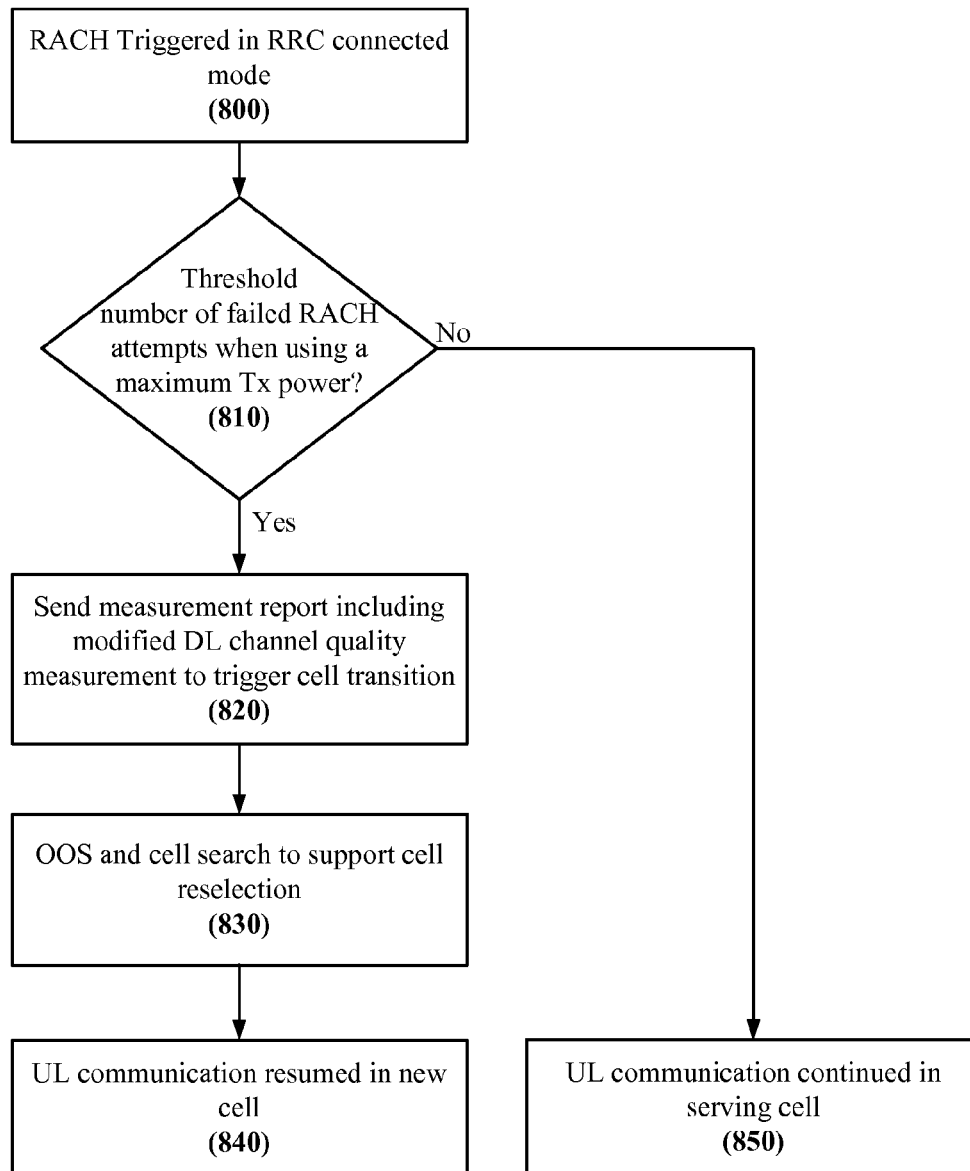 RACH Triggered in RRC connected
mode
(800)
Threshold
number of failed RACH
attempts when using a
maximum Tx power?
(810)
No
Yes
Send measurement report including
modified DL channel quality
measurement to trigger cell transition
(820)
OOS and cell search to support cell
reselection
(830)
UL communication resumed in new
cell
(840)
UL communication continued in
serving cell
(850)